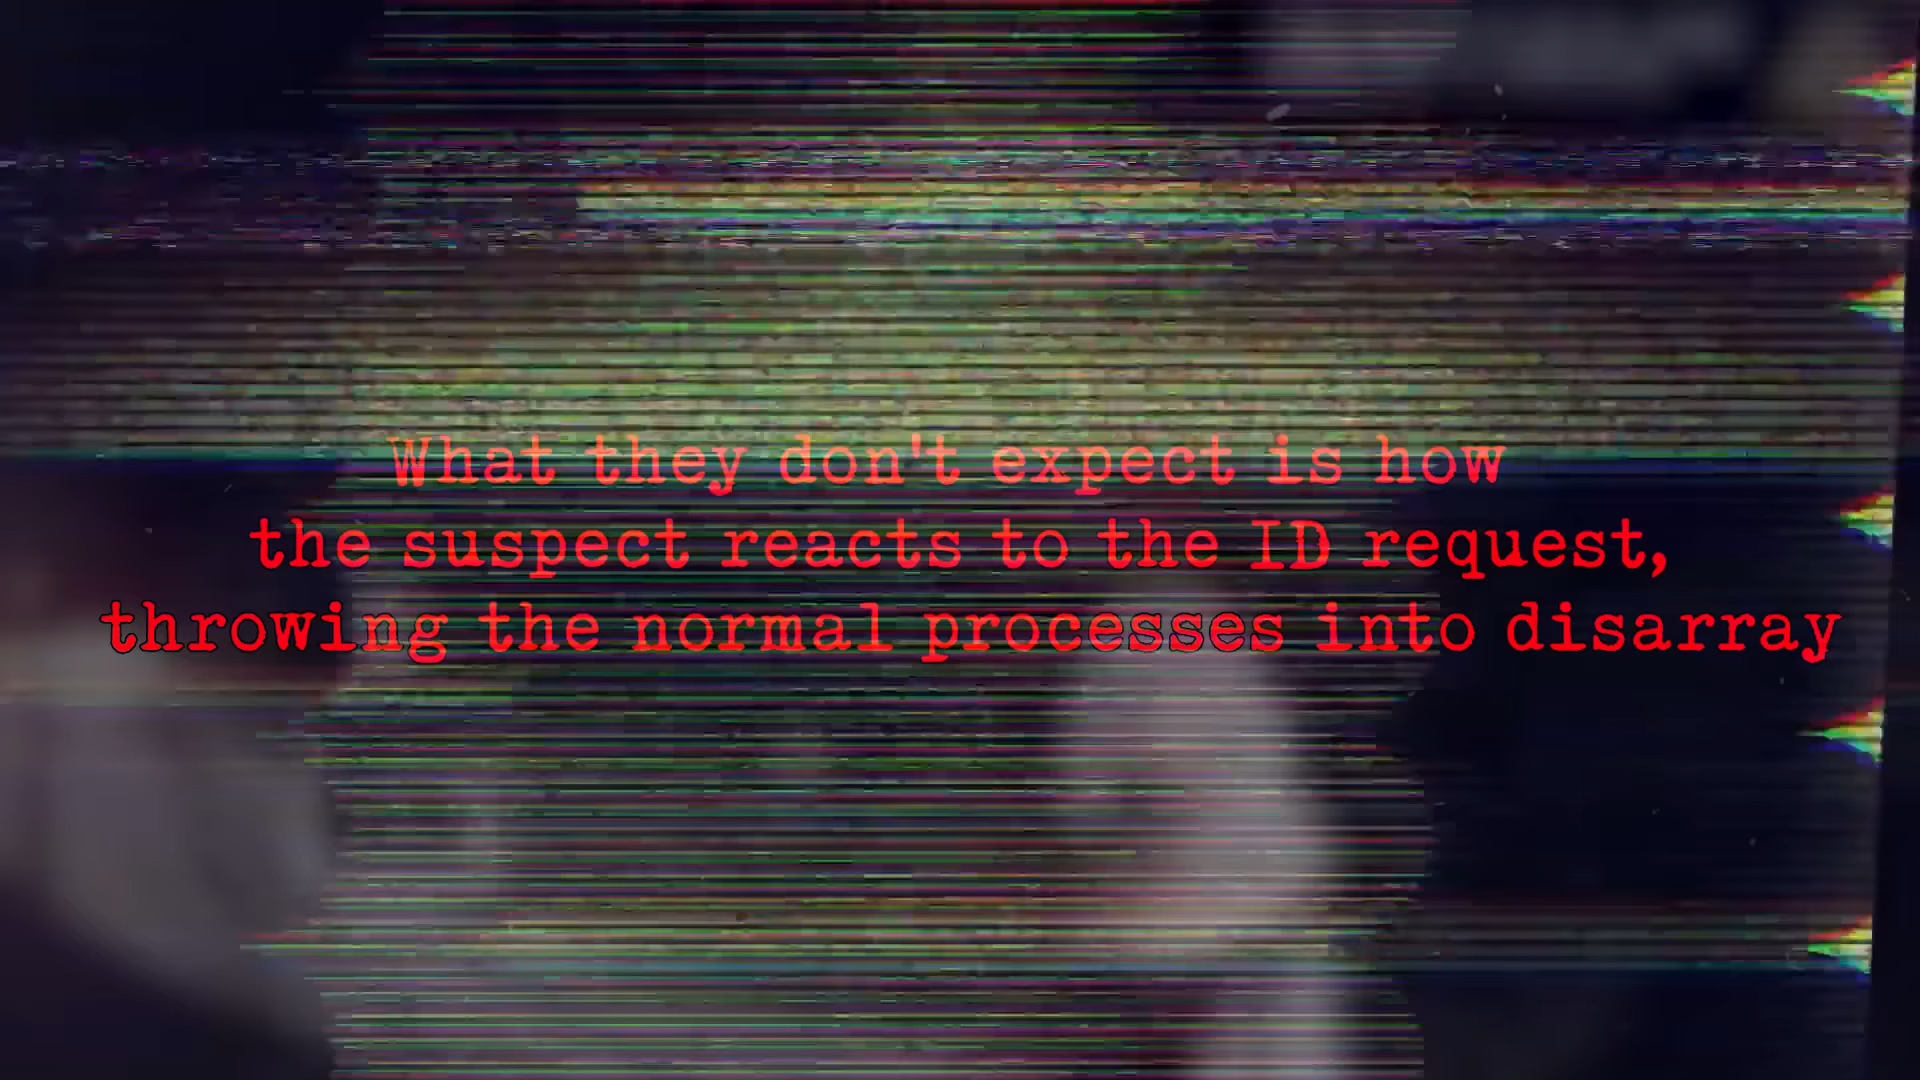 What they don't expect is how
the suspect reacts to the ID request,
throwing the normal processes into disarray